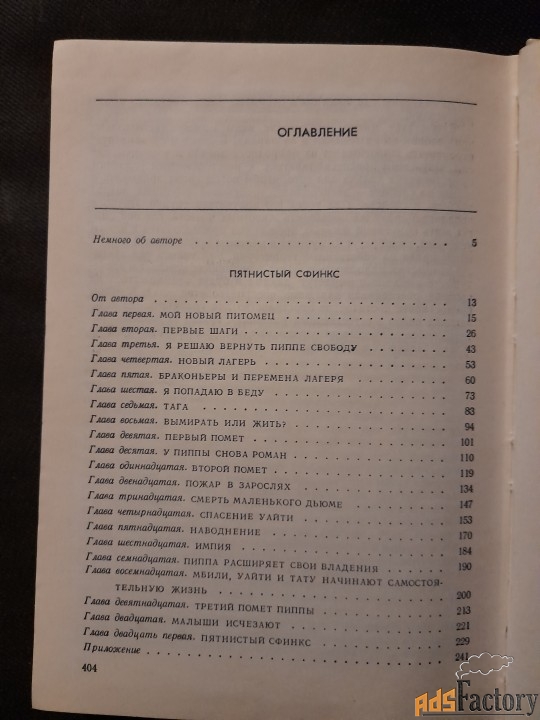 ОГЛАВЛЕНИЕ
Немного об авторе . . . . . . . . . . . . . . . . . . . . . . . . 5
ПЯТНИСТЫЙ СФИНКС
От автора . . . . . . . . . . . . . . . . . . . . . . . . 13
Глава первая. МОЙ НОВЫЙ ПИТОМЕЦ . . . . . . . . . . . . 15
Глава вторая. ПЕРВЫЕ ШАГИ . . . . . . . . . . . . . . . 26
Глава третья. Я РЕШАЮ ВЕРНУТЬ ПИППЕ СВОБОДУ . . . . . . . 43
Глава четвертая. НОВЫЙ ЛАГЕРЬ . . . . . . . . . . . . . 53
Глава пятая. БРАКОНЬЕРЫ И ПЕРЕМЕНА ЛАГЕРЯ . . . . . . . . 60
Глава шестая. Я ПОПАДАЮ В БЕДУ . . . . . . . . . . . . . 73
Глава седьмая. ТАГА . . . . . . . . . . . . . . . . . . 83
Глава восьмая. ВЫМИРАТЬ ИЛИ ЖИТЬ? . . . . . . . . . . . . 94
Глава девятая. ПЕРВЫЙ ПОМЕТ . . . . . . . . . . . . . . 101
Глава десятая. У ПИППЫ СНОВА РОМАН . . . . . . . . . . . 110
Глава одиннадцатая. ВТОРОЙ ПОМЕТ . . . . . . . . . . . . 119
Глава двенадцатая. ПОЖАР В ЗАРОСЛЯХ . . . . . . . . . . . 134
Глава тринадцатая. СМЕРТЬ МАЛЕНЬКОГО ДЬЮМЕ . . . . . . . . 147
Глава четырнадцатая. СПАСЕНИЕ УАЙТИ . . . . . . . . . . . 153
Глава пятнадцатая. НАВОДНЕНИЕ . . . . . . . . . . . . . 170
Глава шестнадцатая. ИМПИЯ . . . . . . . . . . . . . . . 184
Глава семнадцатая. ПИППА РАСШИРЯЕТ СВОИ ВЛАДЕНИЯ . . . . . 190
Глава восемнадцатая. МБИЛИ, УАЙТИ И ТАТУ НАЧИНАЮТ САМОСТОЯ-
ТЕЛЬНУЮ ЖИЗНЬ . . . . . . . . . . . . . . . . . . . . 200
Глава девятнадцатая. ТРЕТИЙ ПОМЕТ ПИППЫ . . . . . . . . . 213
Глава двадцатая. МАЛЫШИ ИСЧЕЗАЮТ . . . . . . . . . . . . 221
Глава двадцать первая. ПЯТНИСТЫЙ СФИНКС . . . . . . . . . 229
Приложение . . . . . . . . . . . . . . . . . . . . . . 241
404
AdsFactory